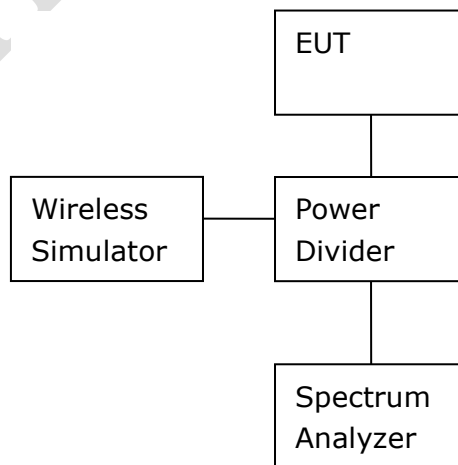 EUT
Wireless
Simulator
Power
Divider
Spectrum
Analyzer